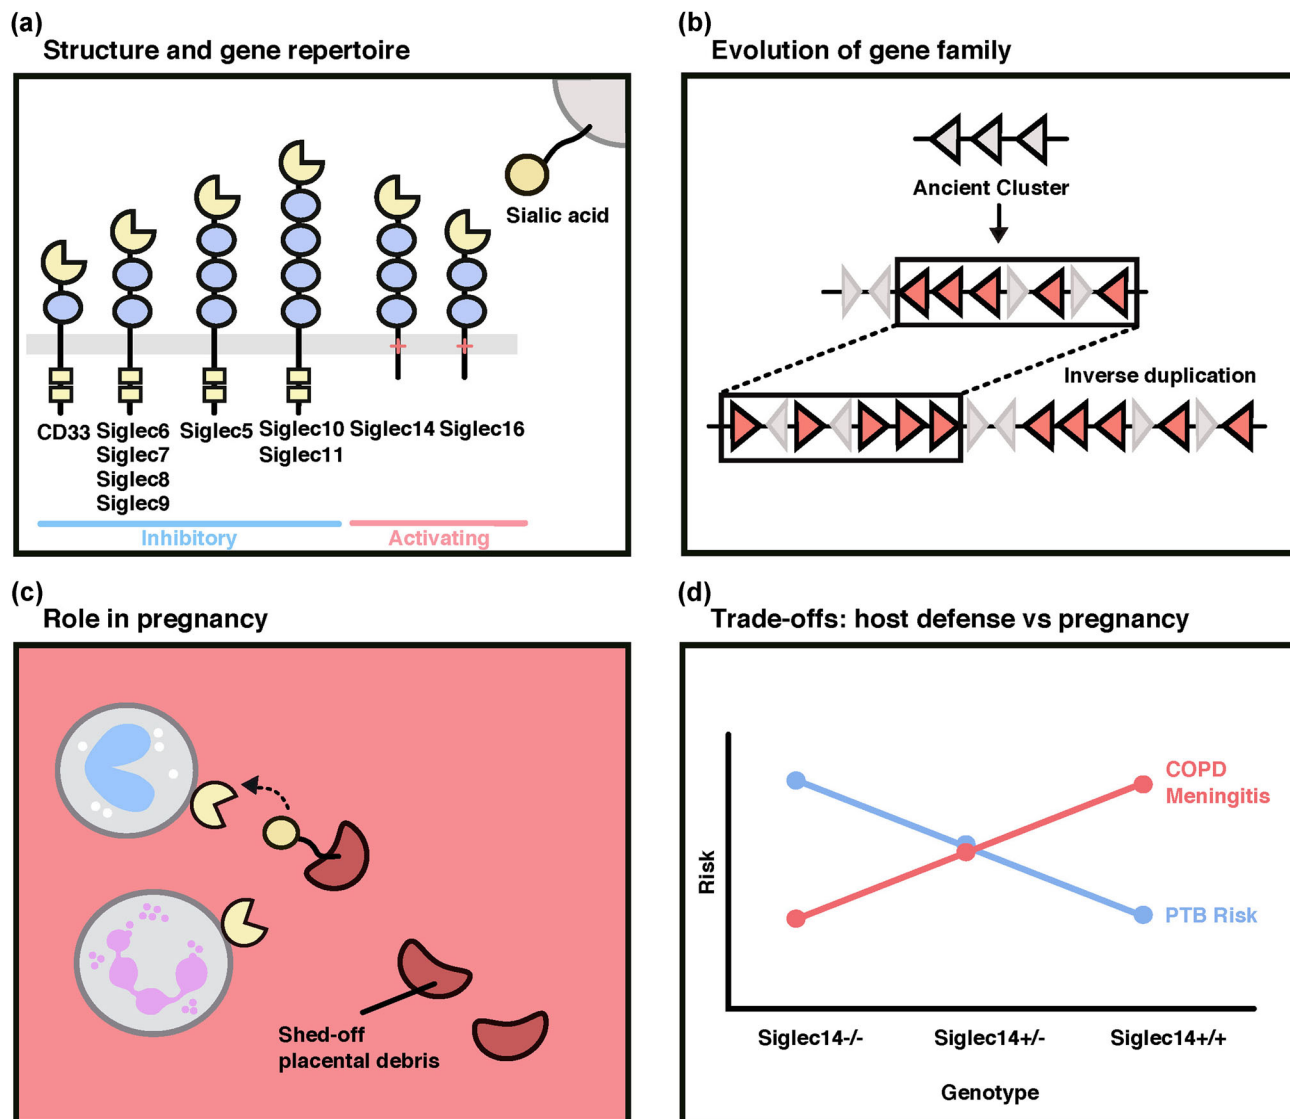 (a)
Structure and gene repertoire
Sialic acid
CD33
Siglec6
Siglec7
Siglec8
Siglec9
Siglec5
Siglec10
Siglec11
Siglec14
Siglec16
Inhibitory
Activating
(b)
Evolution of gene family
Ancient Cluster
Inverse duplication
(c)
Role in pregnancy
Shed-off
placental debris
(d)
Trade-offs: host defense vs pregnancy
COPD
Meningitis
Risk
PTB Risk
Siglec14-/-
Siglec14+/-
Siglec14+/+
Genotype